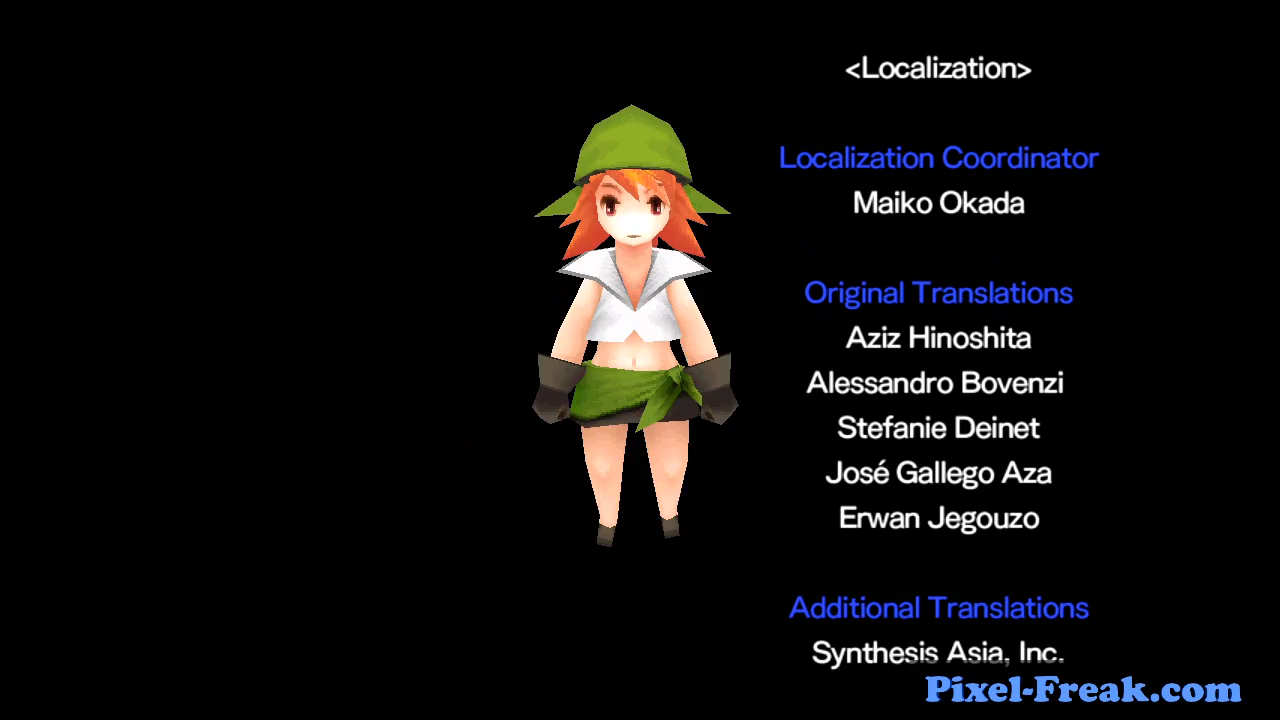 <Localization>
Localization Coordinator
Maiko Okada
Original Translations
Aziz Hinoshita
Alessandro Bovenzi
Stefanie Deinet
José Gallego Aza
Erwan Jegouzo
Additional Translations
Synthesis Asia, Inc.
Pixel-Freak.com